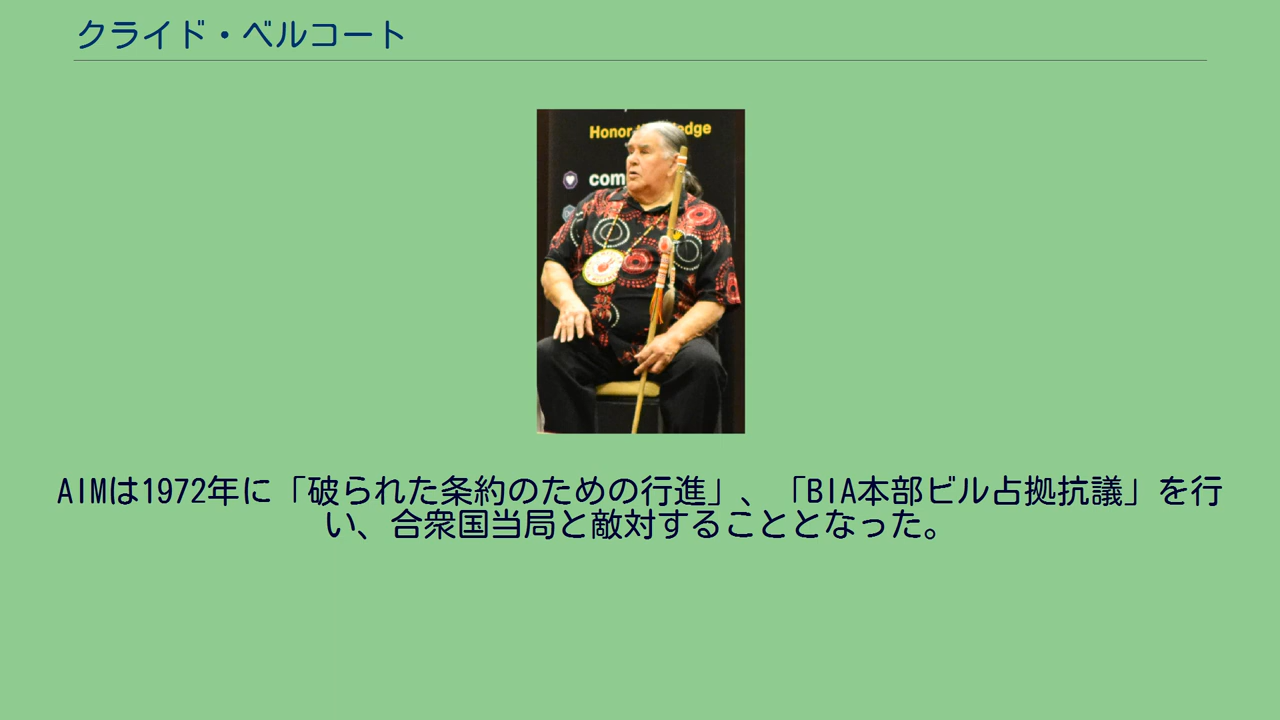 クライド・ベルコート
Honor
edge
com
AIMは1972年に「破られた条約のための行進」、「BIA本部ビル占拠抗議」を行
い、合衆国当局と敵対することとなった。